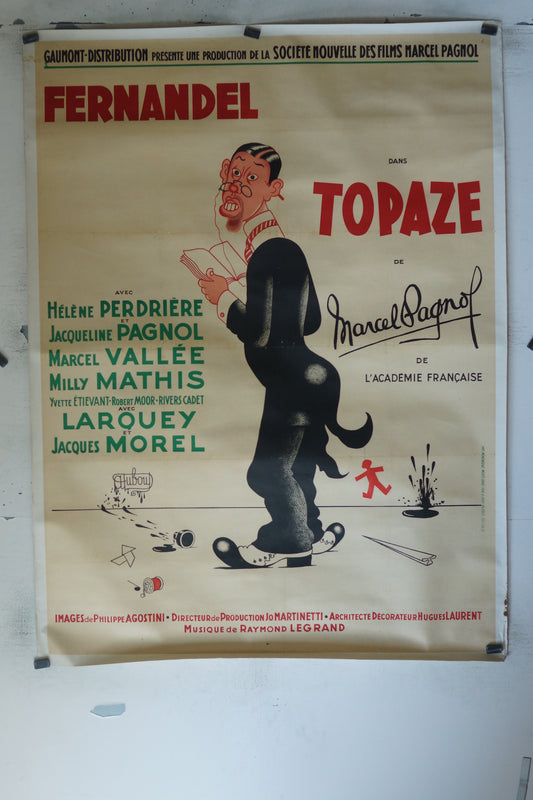 GAUMONT-DISTRIBUTION PRÉSENTE UNE PRODUCTION DE LA SOCIÉTÉ NOUVELLE DES FILMS MARCEL PAGNOL
FERNANDEL
DANS
TOPAZE
DE
Marcel Pagnol
DE
L'ACADEMIE FRANÇAISE
AVEC
HÉLÈNE PERDRIÈRE
ET
JACQUELINE PAGNOL
MARCEL VALLÉE
MILLY MATHIS
YVETTE ÉTIEVANT-ROBERT MOOR-RIVERS CADET
AVEC
LARQUEY
ET
JACQUES MOREL
IMAGES de PHILIPPE AGOSTINI • DIRECTEUR de PRODUCTION JO MARTINETTI • ARCHITECTE DÉCORATEUR HUGUES LAURENT
MUSIQUE de RAYMOND LEGRAND